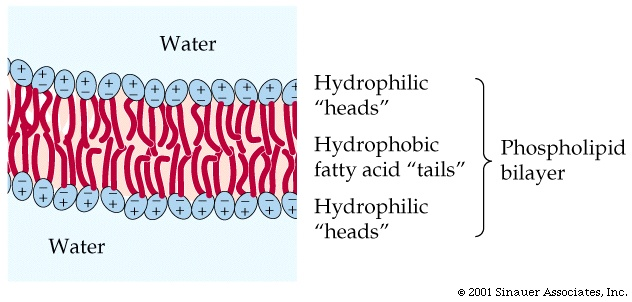 Water
Hydrophilic
“heads”
Hydrophobic
fatty acid “tails”
Phospholipid
bilayer
Hydrophilic
“heads”
Water
© 2001 Sinauer Associates, Inc.